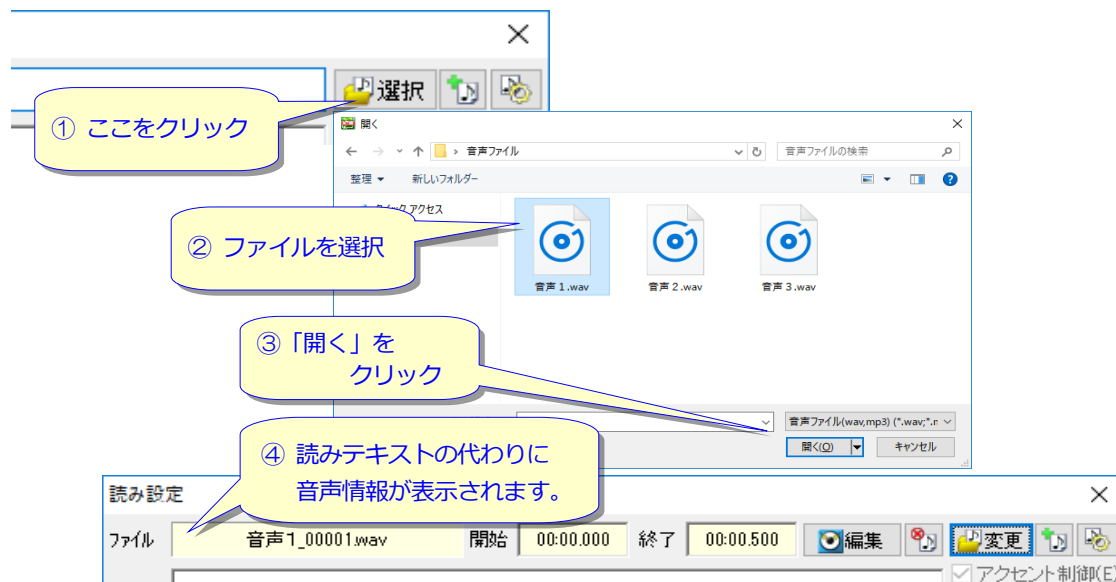 選択
① ここをクリック
開く
音声ファイル
音声ファイルの検索
整理
新しいフォルダー
アクセス
② ファイルを選択
音声１.wav
音声２.wav
音声３.wav
③「開く」を
クリック
音声ファイル(wav,mp3) (*.wav;*.
開く(O)
キャンセル
④ 読みテキストの代わりに
音声情報が表示されます。
読み設定
ファイル
音声1_00001.wav
開始
00:00.000
終了
00:00.500
編集
変更
アクセント制御(E